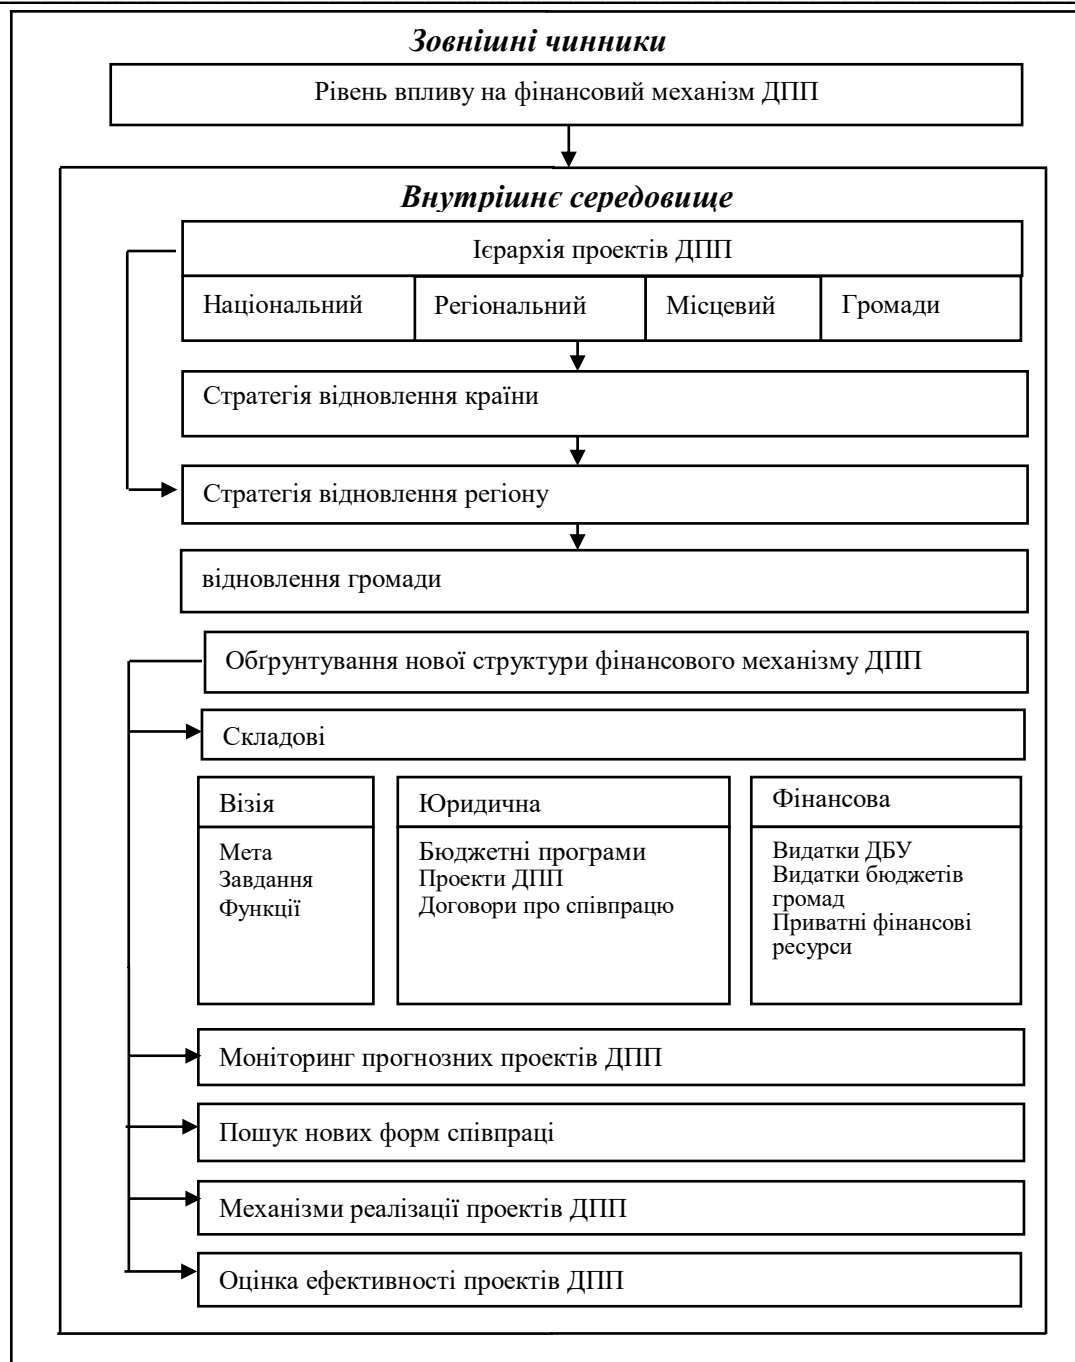 Зовнішні чинники
Рівень впливу на фінансовий механізм ДПП
Внутрішнє середовище
Ієрархія проектів ДПП
Національний
Регіональний
Місцевий
Громади
Стратегія відновлення країни
Стратегія відновлення регіону
відновлення громади
Обґрунтування нової структури фінансового механізму ДПП
Складові
Візія
Мета
Завдання
Функції
Юридична
Бюджетні програми
Проекти ДПП
Договори про співпрацю
Фінансова
Видатки ДБУ
Видатки бюджетів
громад
Приватні фінансові
ресурси
Моніторинг прогнозних проектів ДПП
Пошук нових форм співпраці
Механізми реалізації проектів ДПП
Оцінка ефективності проектів ДПП